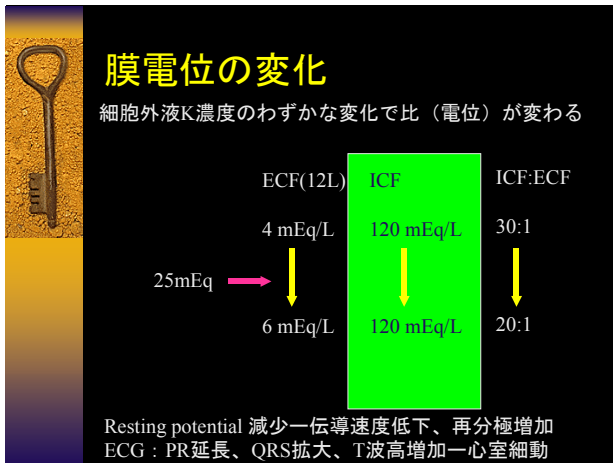 膜電位の変化
細胞外液K濃度のわずかな変化で比（電位）が変わる
ECF(12L) ICF ICF:ECF
4 mEq/L 120 mEq/L 30:1
25mEq
6 mEq/L 120 mEq/L 20:1
Resting potential 減少ー伝導速度低下、再分極増加
ECG：PR延長、QRS拡大、T波高増加ー心室細動